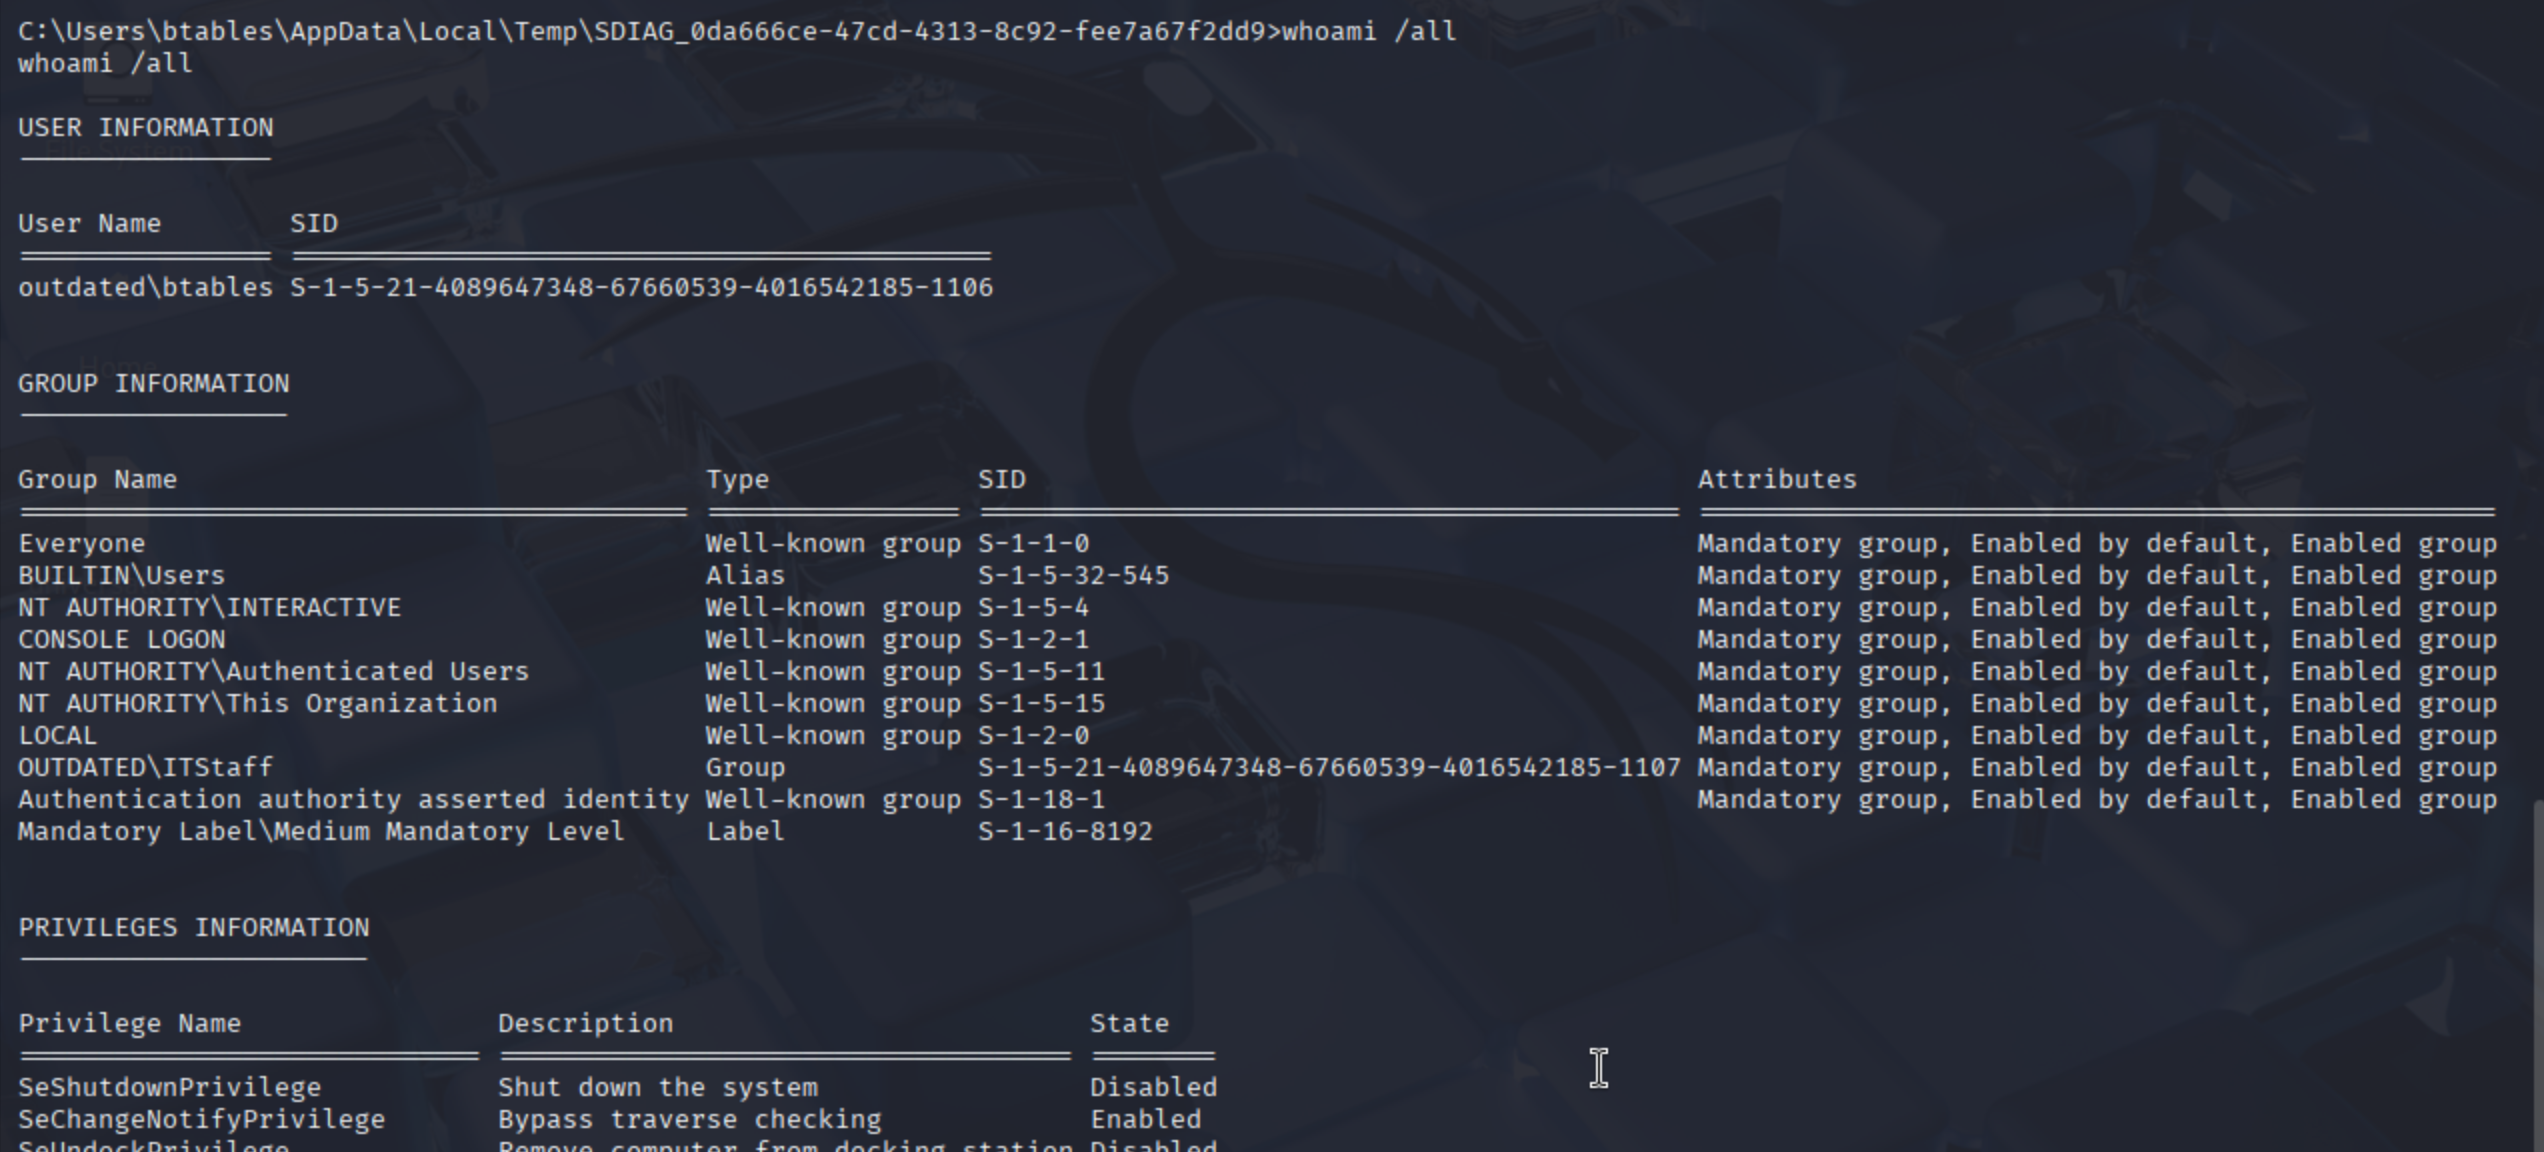 C:\Users\btables\AppData\Local\Temp\SDIAG_0da666ce-47cd-4313-8c92-fee7a67f2dd9>whoami /all
whoami /all
USER INFORMATION
File System
User Name SID
outdated\btables S-1-5-21-4089647348-67660539-4016542185-1106
Home
GROUP INFORMATION
Group Name Type SID Attributes
Everyone Well-known group S-1-1-0 Mandatory group, Enabled by default, Enabled group
BUILTIN\Users Alias S-1-5-32-545 Mandatory group, Enabled by default, Enabled group
NT AUTHORITY\INTERACTIVE Well-known group S-1-5-4 Mandatory group, Enabled by default, Enabled group
CONSOLE LOGON Well-known group S-1-2-1 Mandatory group, Enabled by default, Enabled group
NT AUTHORITY\Authenticated Users Well-known group S-1-5-11 Mandatory group, Enabled by default, Enabled group
NT AUTHORITY\This Organization Well-known group S-1-5-15 Mandatory group, Enabled by default, Enabled group
LOCAL Well-known group S-1-2-0 Mandatory group, Enabled by default, Enabled group
OUTDATED\ITStaff Group S-1-5-21-4089647348-67660539-4016542185-1107 Mandatory group, Enabled by default, Enabled group
Authentication authority asserted identity Well-known group S-1-18-1 Mandatory group, Enabled by default, Enabled group
Mandatory Label\Medium Mandatory Level Label S-1-16-8192
PRIVILEGES INFORMATION
Privilege Name Description State
SeShutdownPrivilege Shut down the system Disabled
SeChangeNotifyPrivilege Bypass traverse checking Enabled
SeUndockPrivilege Remove computer from docking station Disabled